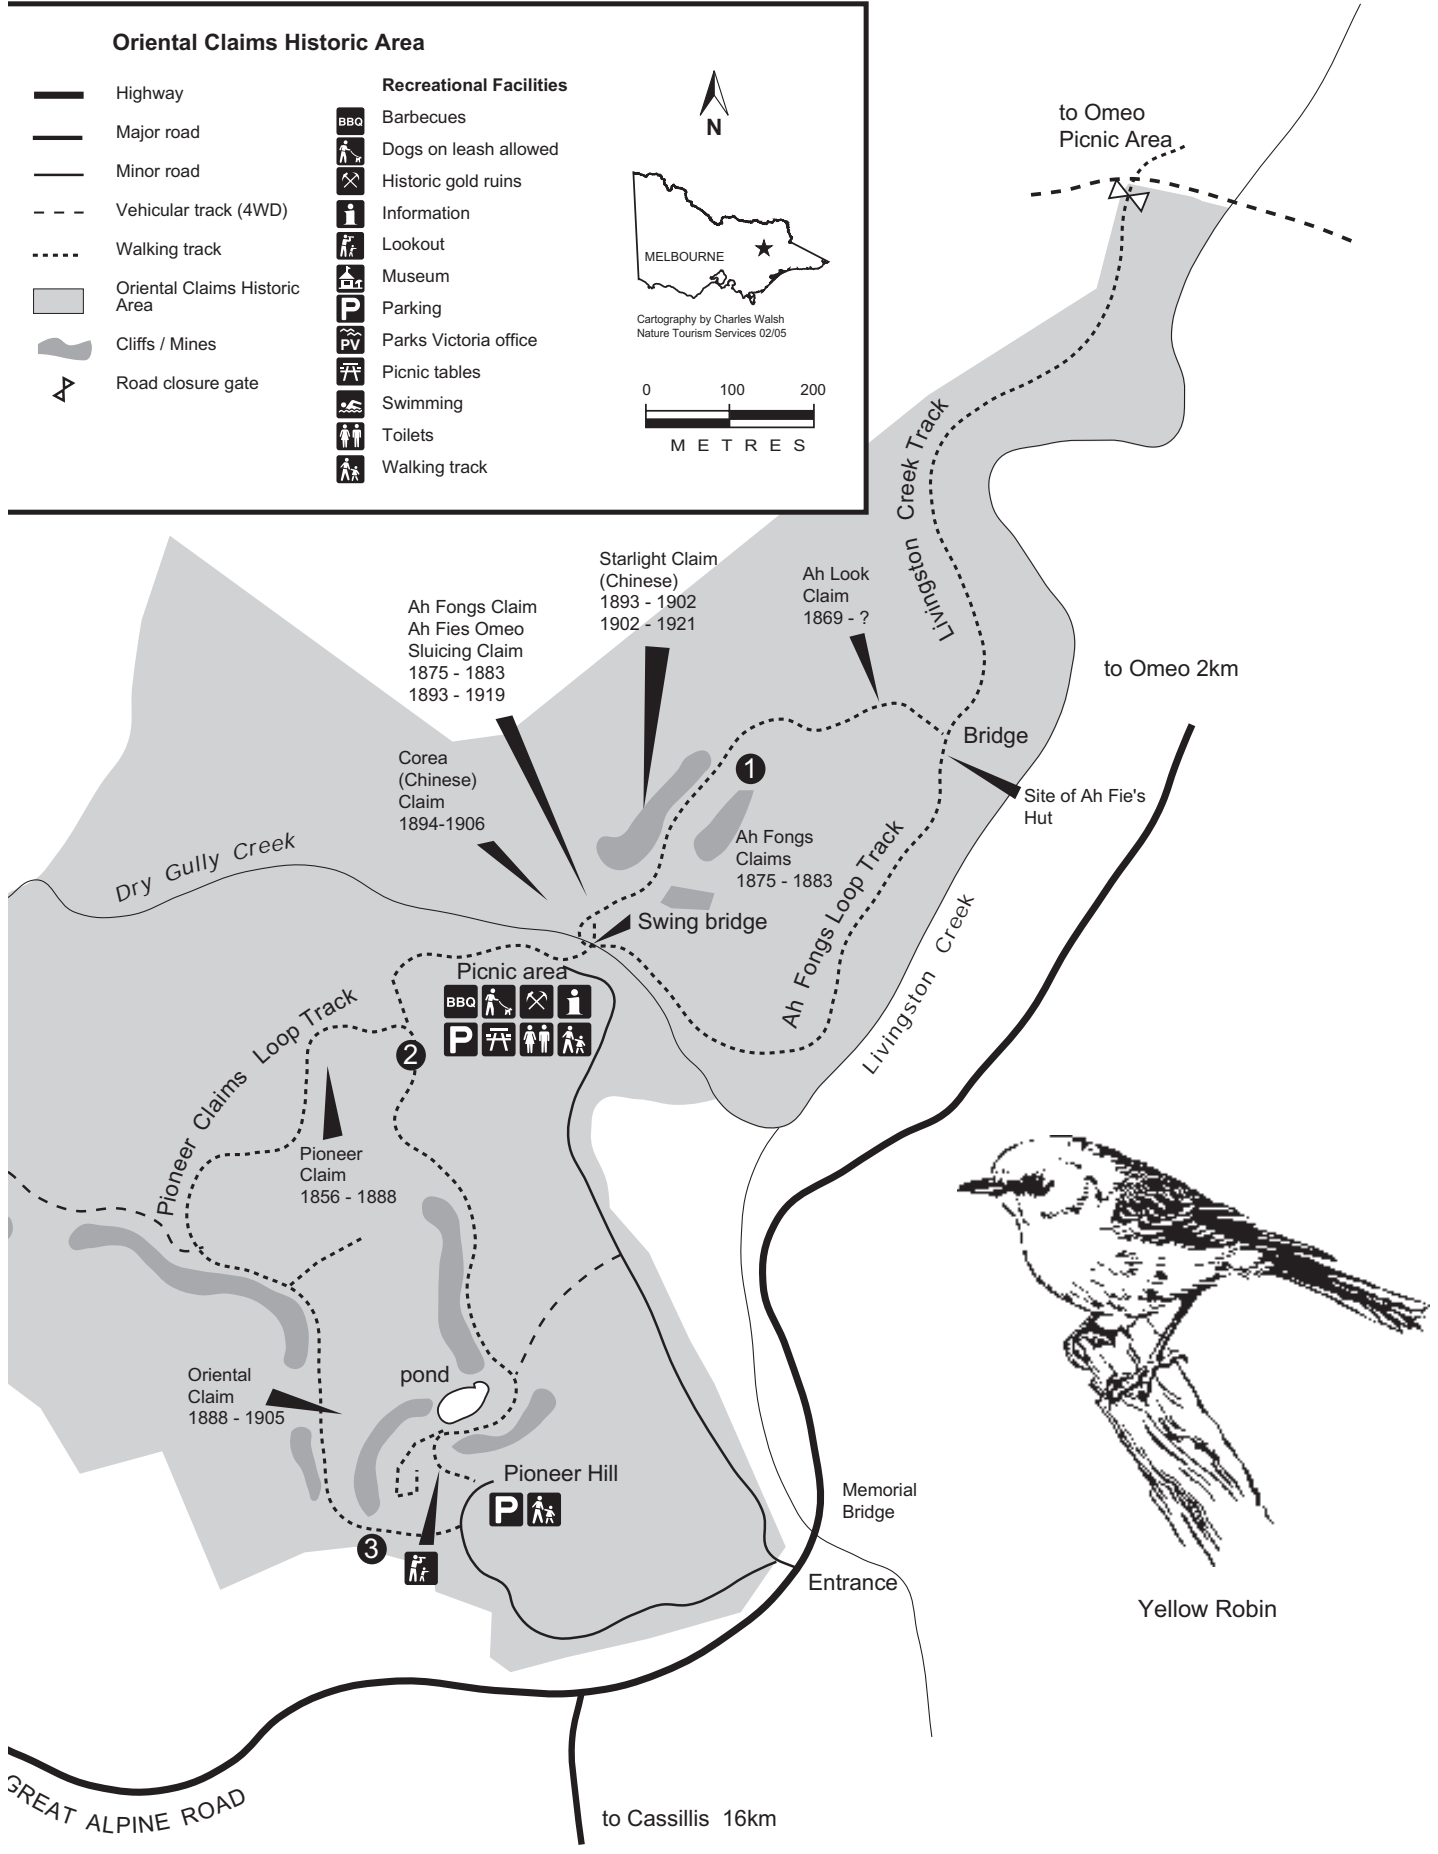 Oriental Claims Historic Area
Highway
Major road
Minor road
Vehicular track (4WD)
Walking track
Oriental Claims Historic
Area
Cliffs / Mines
Road closure gate
Recreational Facilities
BBQ Barbecues
Dogs on leash allowed
Historic gold ruins
i Information
Lookout
Museum
P Parking
PV Parks Victoria office
Picnic tables
Swimming
Toilets
Walking track
N
MELBOURNE
Cartography by Charles Walsh
Nature Tourism Services 02/05
0 100 200
METRES
to Omeo
Picnic Area
Livingston Creek Track
Starlight Claim
(Chinese)
1893 - 1902
1902 - 1921
Ah Look
Claim
1869 - ?
Ah Fongs Claim
Ah Fies Omeo
Sluicing Claim
1875 - 1883
1893 - 1919
to Omeo 2km
Bridge
Corea
(Chinese)
Claim
1894-1906
1
Site of Ah Fie's
Hut
Ah Fongs
Claims
1875 - 1883
Dry Gully Creek
Swing bridge
Ah Fongs Loop Track
Livingston Creek
Picnic area
BBQ i
P
Pioneer Claims Loop Track
2
Pioneer
Claim
1856 - 1888
Oriental
Claim
1888 - 1905
pond
Pioneer Hill
P
3
Memorial
Bridge
Entrance
Yellow Robin
GREAT ALPINE ROAD
to Cassillis 16km